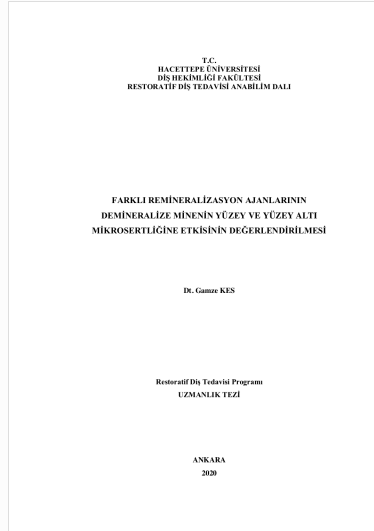 T.C.
HACETTEPE ÜNİVERSİTESİ
DİŞ HEKİMLİĞİ FAKÜLTESİ
RESTORATİF DİŞ TEDAVİSİ ANABİLİM DALI
FARKLI REMİNERALİZASYON AJANLARININ
DEMİNERALİZE MİNENİN YÜZEY VE YÜZEY ALTI
MİKROSERTLİĞİNE ETKİSİNİN DEĞERLENDİRİLMESİ
Dt. Gamze KES
Restoratif Diş Tedavisi Programı
UZMANLIK TEZİ
ANKARA
2020